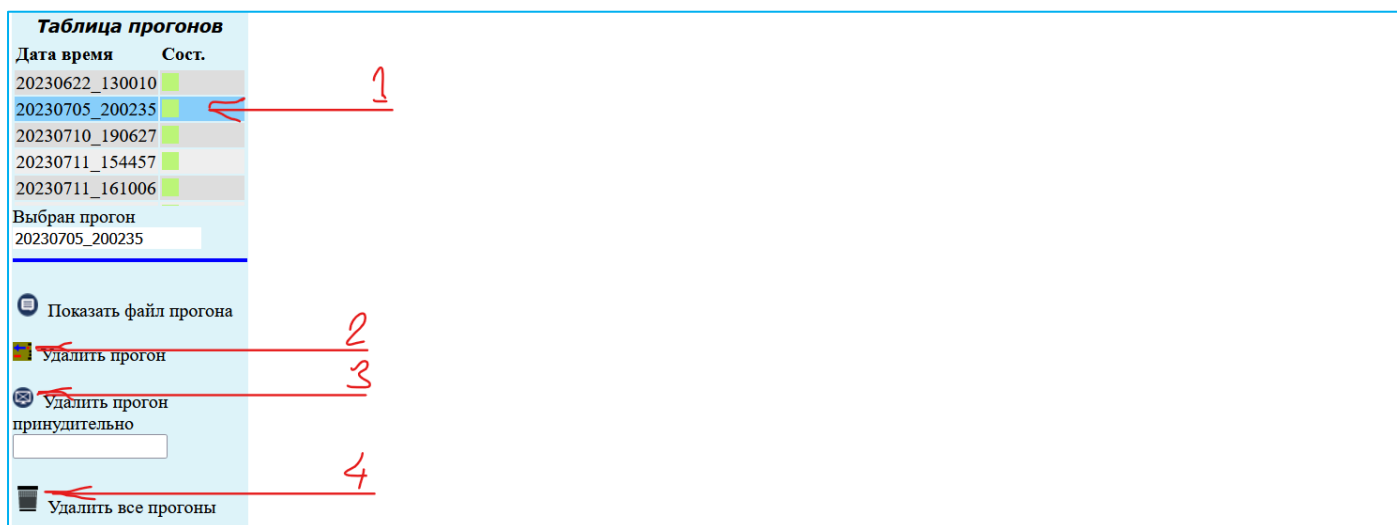 Таблица прогонов
Дата время Сост.
20230622_130010
20230705_200235
1
20230710_190627
20230711_154457
20230711_161006
Выбран прогон
20230705_200235
Показать файл прогона
2
Удалить прогон
3
Удалить прогон
принудительно
4
Удалить все прогоны